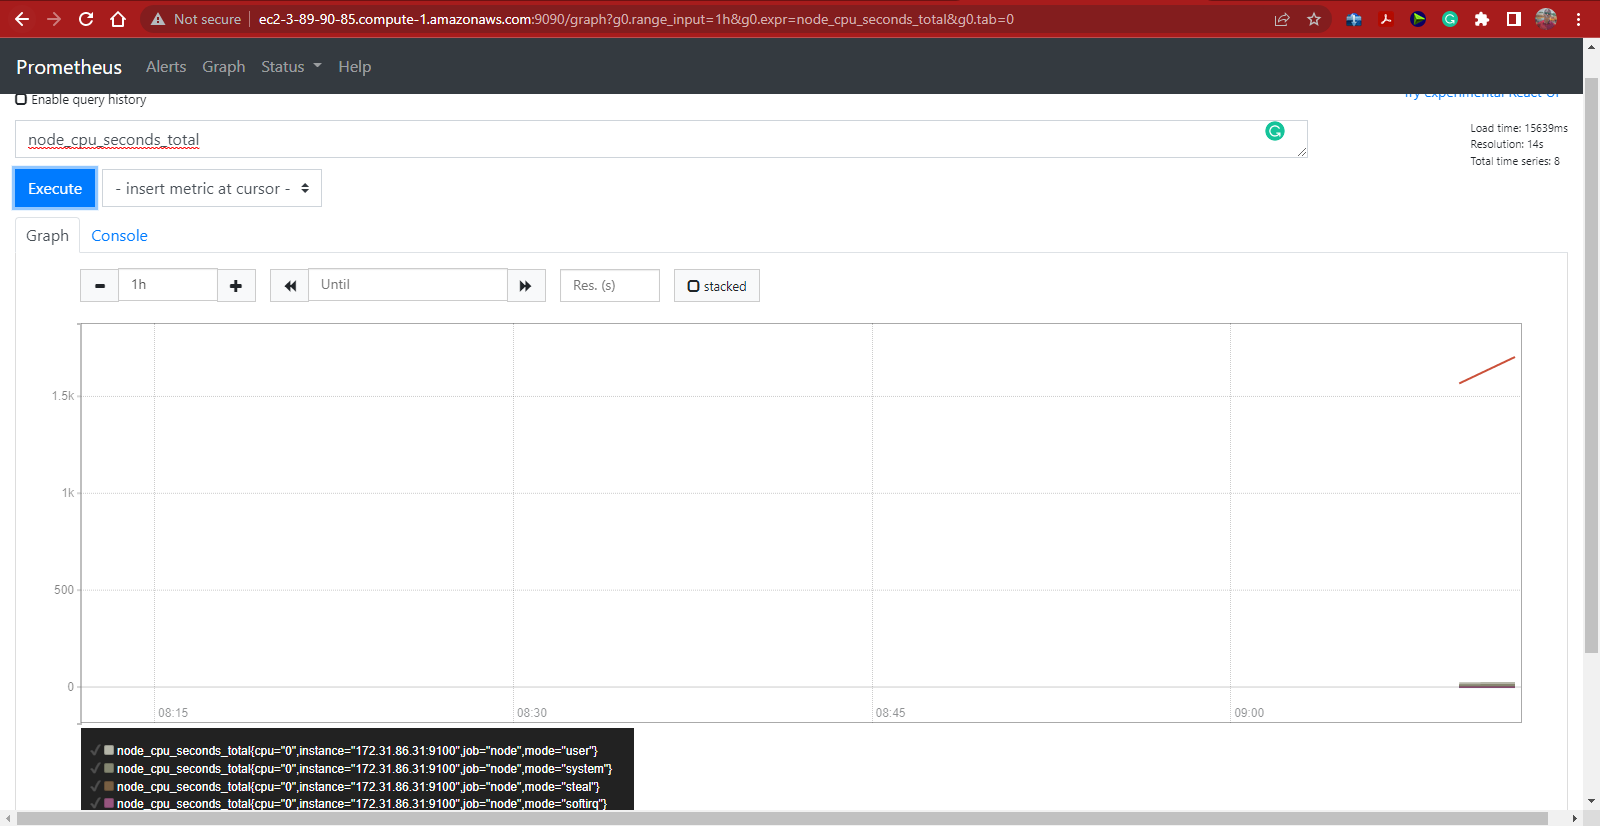 Not secure ec2-3-89-90-85.compute-1.amazonaws.com:9090/graph?g0.range_input=1h&g0.expr=node_cpu_seconds_total&g0.tab=0
Prometheus Alerts Graph Status Help
Enable query history Try experimental React UI
node_cpu_seconds_total
Load time: 15639ms
Resolution: 14s
Total time series: 8
Execute - insert metric at cursor -
Graph Console
1h Until Res. (s) stacked
1.5k
1k
500
0
08:15 08:30 08:45 09:00
✓ node_cpu_seconds_total{cpu="0",instance="172.31.86.31:9100",job="node",mode="user"}
✓ node_cpu_seconds_total{cpu="0",instance="172.31.86.31:9100",job="node",mode="system"}
✓ node_cpu_seconds_total{cpu="0",instance="172.31.86.31:9100",job="node",mode="steal"}
✓ node_cpu_seconds_total{cpu="0",instance="172.31.86.31:9100",job="node",mode="softirq"}